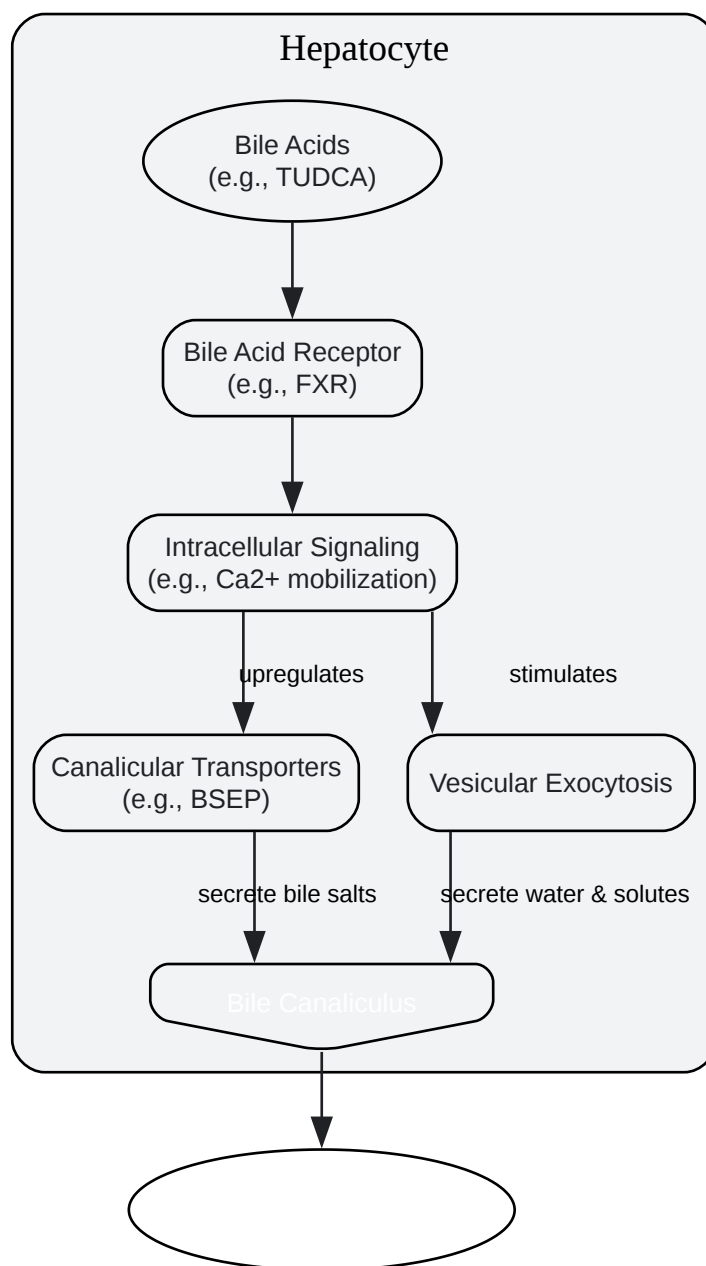 Hepatocyte
Bile Acids
(e.g., TUDCA)
Bile Acid Receptor
(e.g., FXR)
Intracellular Signaling
(e.g., Ca2+ mobilization)
upregulates
stimulates
Canalicular Transporters
(e.g., BSEP)
Vesicular Exocytosis
secrete bile salts
secrete water & solutes
Bile Canaliculus